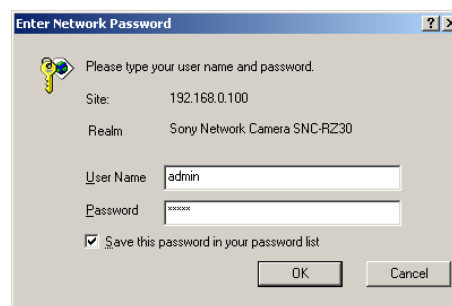 Enter Network Password
Please type your user name and password.
Site: 192.168.0.100
Realm Sony Network Camera SNC-RZ30
User Name admin
Password *****
Save this password in your password list
OK Cancel